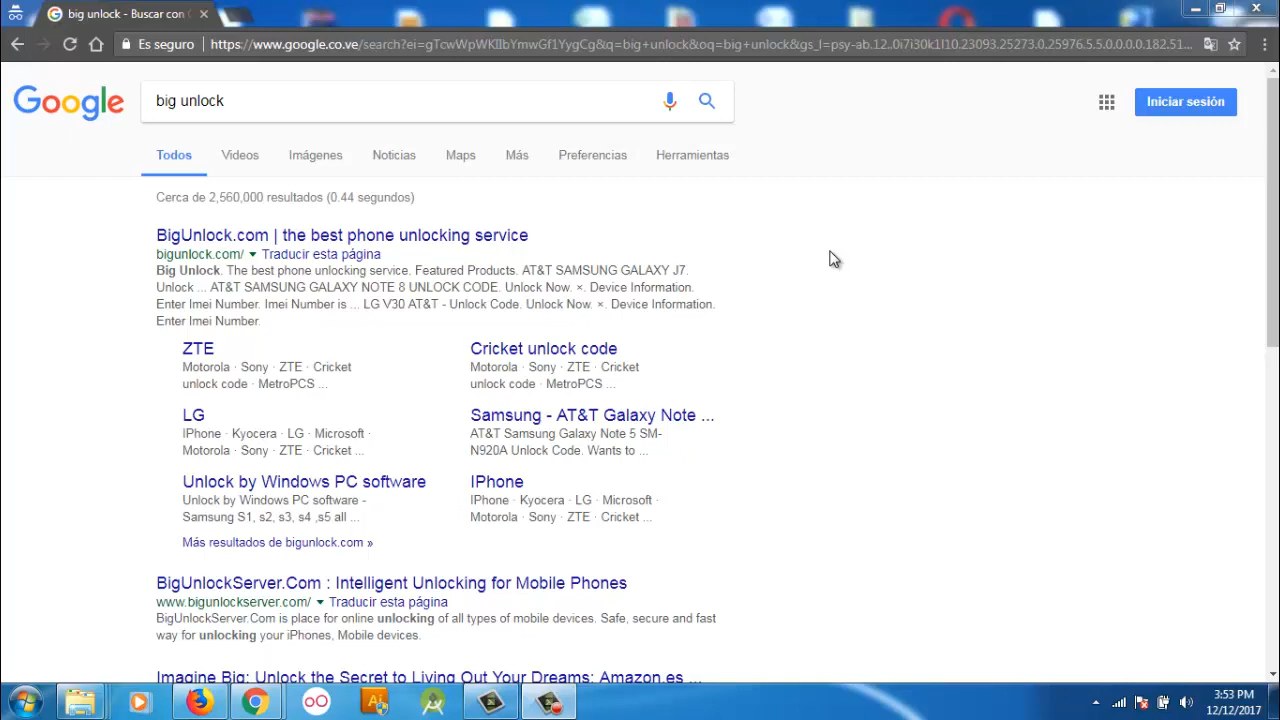 big unlock - Buscar con G
Es seguro https://www.google.co.ve/search?ei=gTcwWpWKIIbYmwGf1YygCg&q=big+unlock&oq=big+unlock&gs_l=psy-ab.12..0i7i30k1l10.23093.25273.0.25976.5.5.0.0.0.0.182.51...
Google big unlock Iniciar sesión
Todos Videos Imágenes Noticias Maps Más Preferencias Herramientas
Cerca de 2,560,000 resultados (0.44 segundos)
BigUnlock.com | the best phone unlocking service
bigunlock.com/ Traducir esta página
Big Unlock. The best phone unlocking service. Featured Products. AT&T SAMSUNG GALAXY J7.
Unlock ... AT&T SAMSUNG GALAXY NOTE 8 UNLOCK CODE. Unlock Now. ×. Device Information.
Enter Imei Number. Imei Number is ... LG V30 AT&T - Unlock Code. Unlock Now. ×. Device Information.
Enter Imei Number.
ZTE
Motorola · Sony · ZTE · Cricket
unlock code · MetroPCS ...
Cricket unlock code
Motorola · Sony · ZTE · Cricket
unlock code · MetroPCS ...
LG
IPhone · Kyocera · LG · Microsoft ·
Motorola · Sony · ZTE · Cricket ...
Samsung - AT&T Galaxy Note ...
AT&T Samsung Galaxy Note 5 SM-
N920A Unlock Code. Wants to ...
Unlock by Windows PC software
Unlock by Windows PC software -
Samsung S1, s2, s3, s4 ,s5 all ...
IPhone
IPhone · Kyocera · LG · Microsoft ·
Motorola · Sony · ZTE · Cricket ...
Más resultados de bigunlock.com »
BigUnlockServer.Com : Intelligent Unlocking for Mobile Phones
www.bigunlockserver.com/ Traducir esta página
BigUnlockServer.Com is place for online unlocking of all types of mobile devices. Safe, secure and fast
way for unlocking your iPhones, Mobile devices.
Imagine Big: Unlock the Secret to Living Out Your Dreams: Amazon.es ...
Ai
3:53 PM
12/12/2017